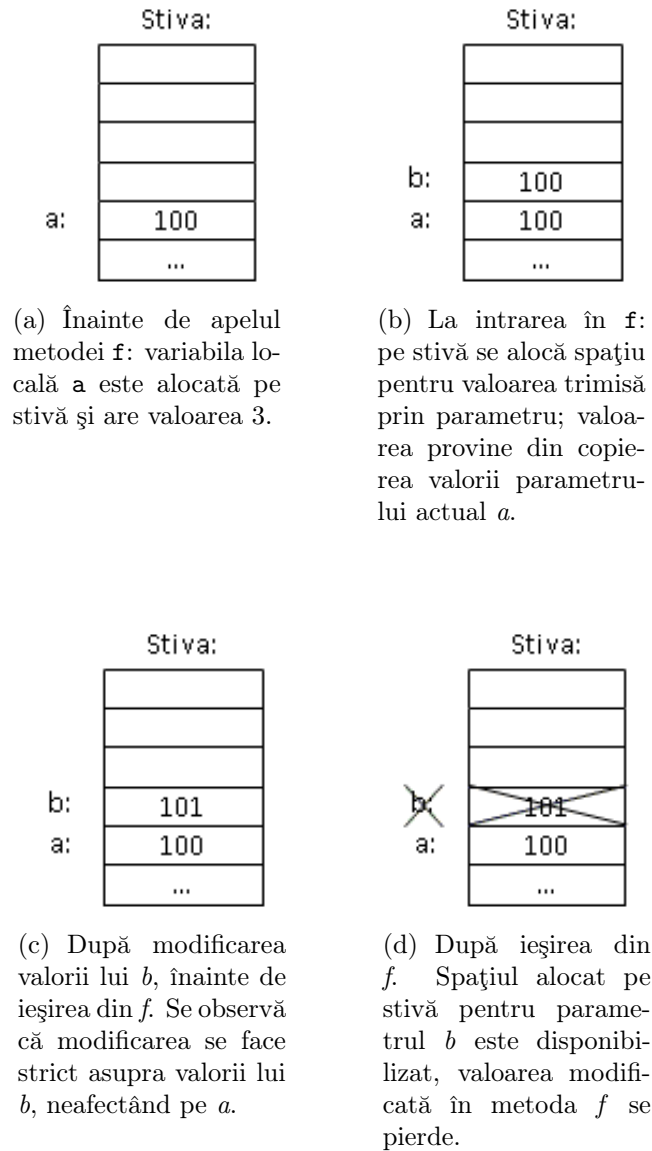 Stiva:
100
a:
...
(a) Înainte de apelul
metodei f: variabila lo-
cală a este alocată pe
stivă şi are valoarea 3.
Stiva:
b:
100
a:
100
...
(b) La intrarea în f:
pe stivă se alocă spaţiu
pentru valoarea trimisă
prin parametru; valoa-
rea provine din copie-
rea valorii parametru-
lui actual a.
Stiva:
b:
101
a:
100
...
(c) După modificarea
valorii lui b, înainte de
ieşirea din f. Se observă
că modificarea se face
strict asupra valorii lui
b, neafectând pe a.
Stiva:
b:
101
a:
100
...
(d) După ieşirea din
f. Spaţiul alocat pe
stivă pentru parame-
trul b este disponibi-
lizat, valoarea modifi-
cată în metoda f se
pierde.